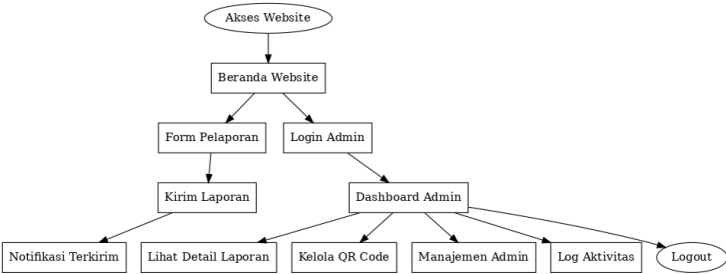 Akses Website
Beranda Website
Form Pelaporan
Login Admin
Kirim Laporan
Dashboard Admin
Notifikasi Terkirim
Lihat Detail Laporan
Kelola QR Code
Manajemen Admin
Log Aktivitas
Logout